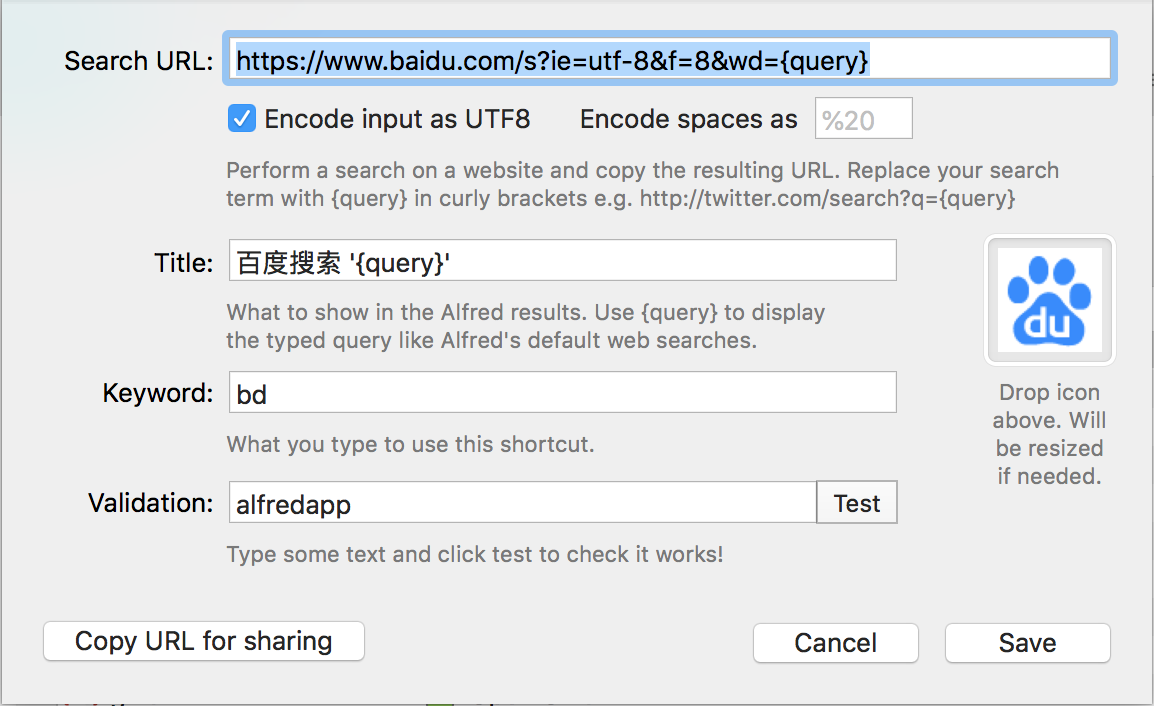 Search URL: https://www.baidu.com/s?ie=utf-8&f=8&wd={query}
Encode input as UTF8 Encode spaces as %20
Perform a search on a website and copy the resulting URL. Replace your search
term with {query} in curly brackets e.g. http://twitter.com/search?q={query}
Title: 百度搜索 '{query}'
What to show in the Alfred results. Use {query} to display
the typed query like Alfred's default web searches.
Keyword: bd
What you type to use this shortcut.
Validation: alfredapp Test
Type some text and click test to check it works!
du
Drop icon
above. Will
be resized
if needed.
Copy URL for sharing Cancel Save